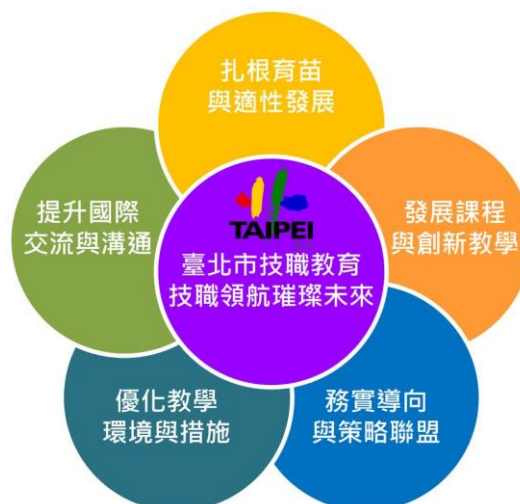 扎根育苗
與適性發展
提升國際
交流與溝通
TAIPEI
臺北市技職教育
技職領航璀璨未來
發展課程
與創新教學
優化教學
環境與措施
務實導向
與策略聯盟